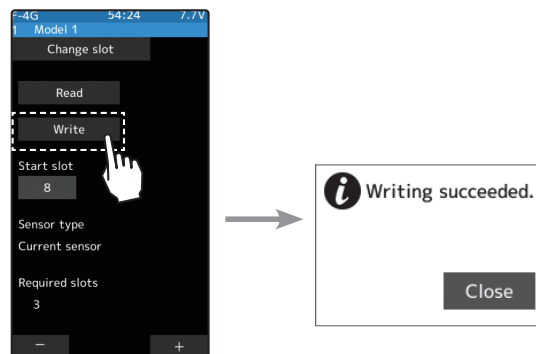 F-4G 54:24 7.7V
1 Model 1
Change slot
Read
Write
Start slot
8
Sensor type
Current sensor
Required slots
3
− +
i Writing succeeded.
Close